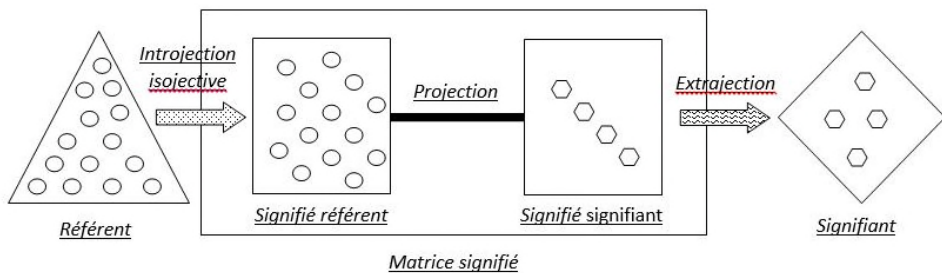 Introjection
isojective
Projection
Extrajection
Référent
Signifié référent
Signifié signifiant
Signifiant
Matrice signifié